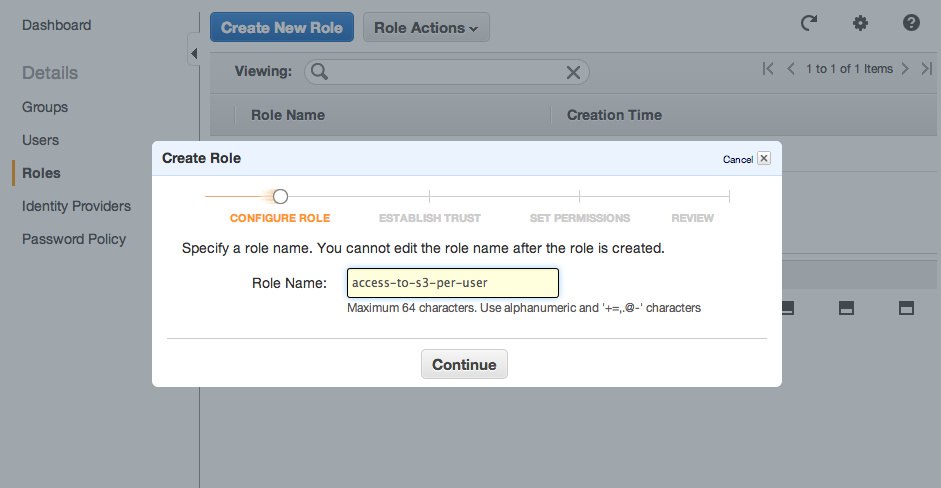 Dashboard
Create New Role
Role Actions
Details
Viewing:
1 to 1 of 1 Items
Groups
Role Name
Creation Time
Users
Roles
Identity Providers
Password Policy
Create Role
Cancel
CONFIGURE ROLE
ESTABLISH TRUST
SET PERMISSIONS
REVIEW
Specify a role name. You cannot edit the role name after the role is created.
Role Name:
access-to-s3-per-user
Maximum 64 characters. Use alphanumeric and '+=,.@-' characters
Continue